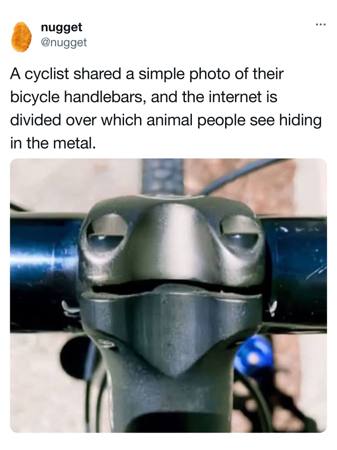 nugget
@nugget
A cyclist shared a simple photo of their
bicycle handlebars, and the internet is
divided over which animal people see hiding
in the metal.